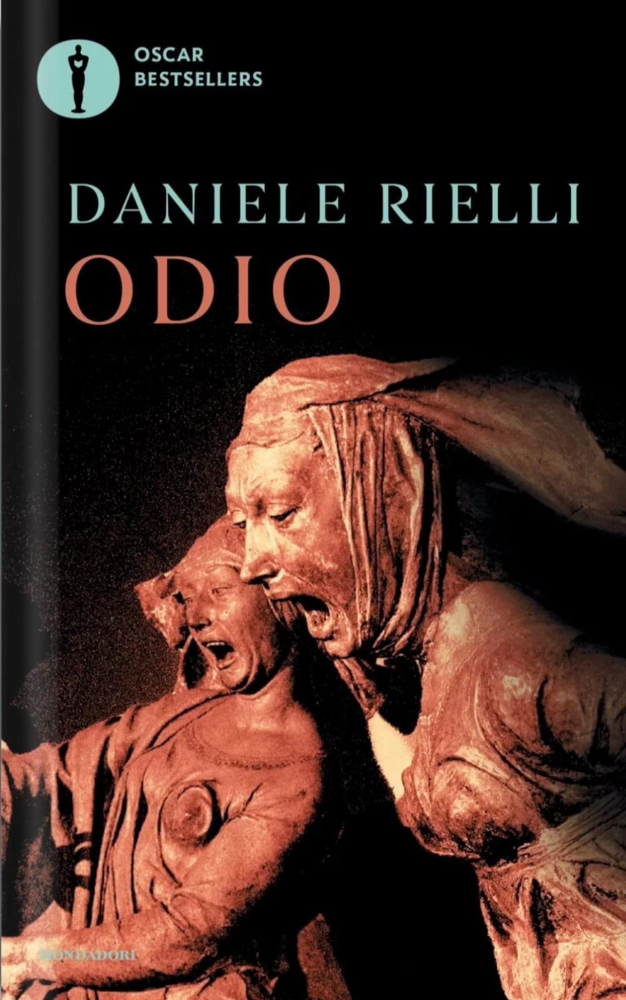 OSCAR
BESTSELLERS
DANIELE RIELLI
ODIO
MONDADORI